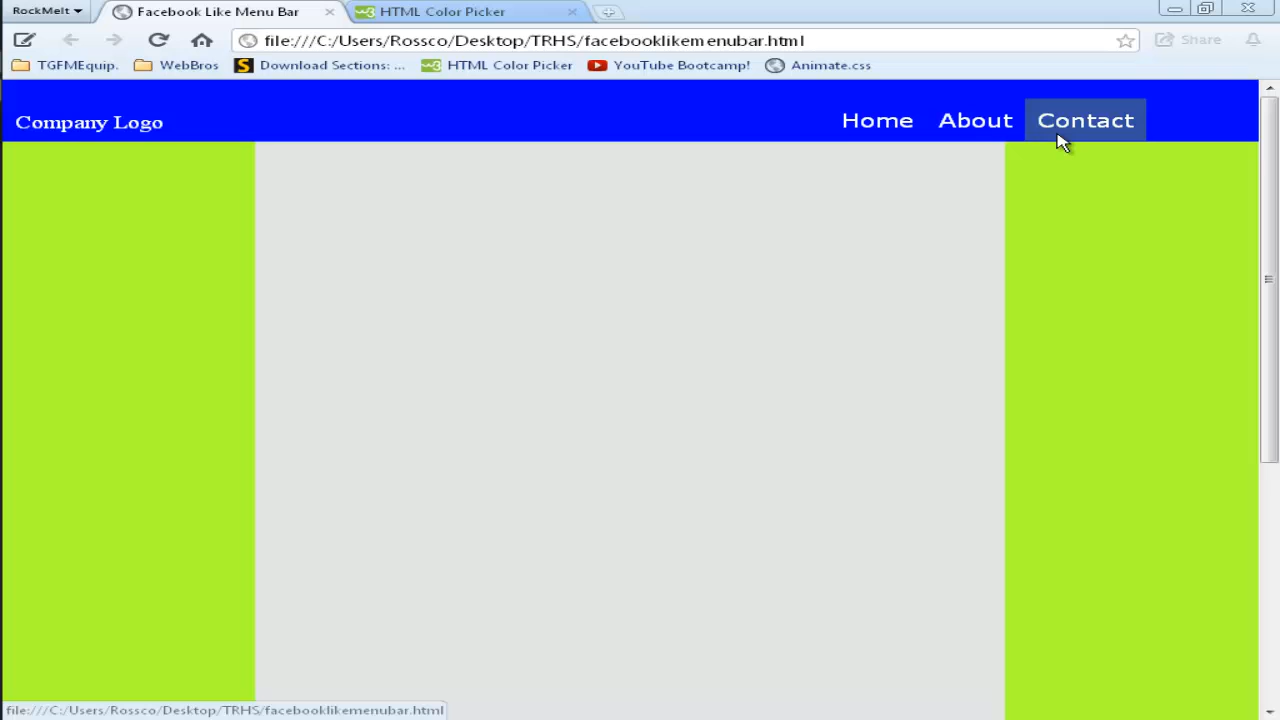 RockMelt
Facebook Like Menu Bar
HTML Color Picker
file:///C:/Users/Rossco/Desktop/TRHS/facebooklikemenubar.html
Share
TGFMEquip.
WebBros
S
Download Sections: ...
w3
HTML Color Picker
YouTube Bootcamp!
Animate.css
Company Logo
Home
About
Contact
file:///C:/Users/Rossco/Desktop/TRHS/facebooklikemenubar.html